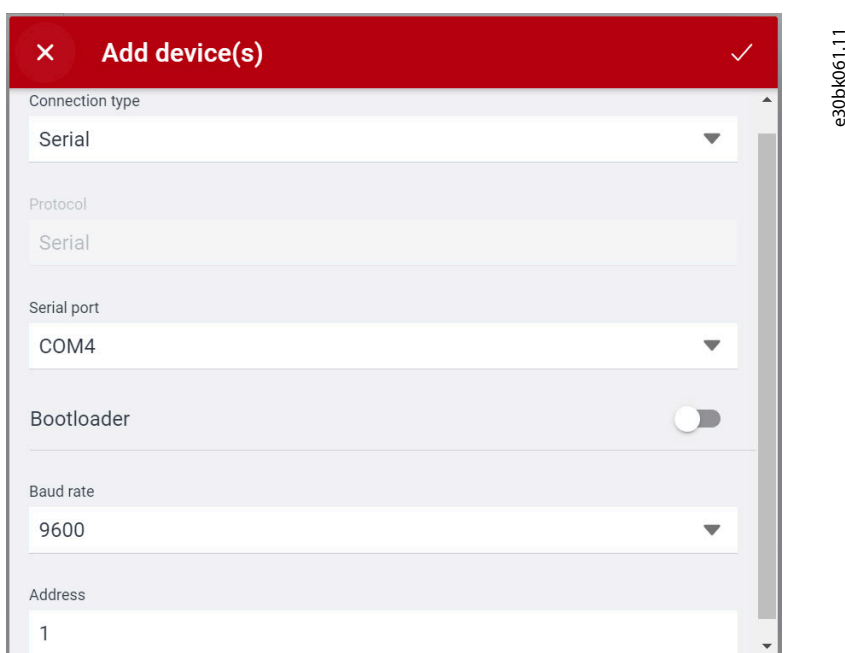 Add device(s)
Connection type
Serial
Protocol
Serial
Serial port
COM4
Bootloader
Baud rate
9600
Address
1
e30bk061.11